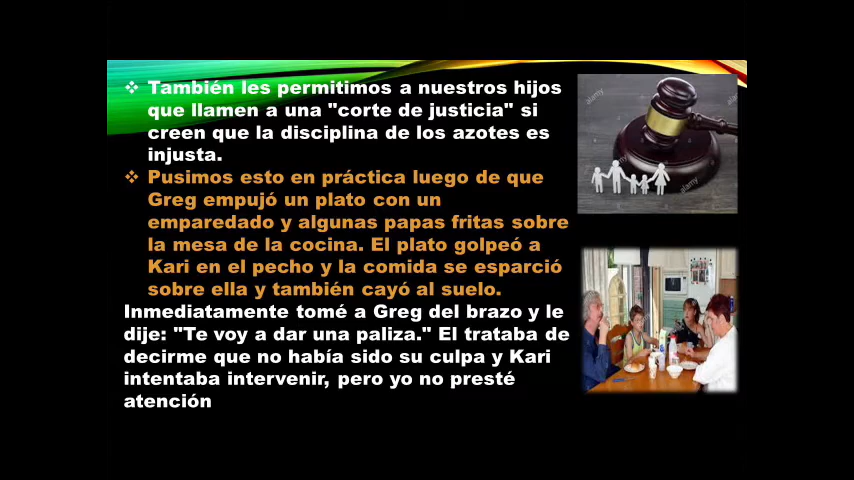 ❖ También les permitimos a nuestros hijos
que llamen a una "corte de justicia" si
creen que la disciplina de los azotes es
injusta.
❖ Pusimos esto en práctica luego de que
Greg empujó un plato con un
emparedado y algunas papas fritas sobre
la mesa de la cocina. El plato golpeó a
Kari en el pecho y la comida se esparció
sobre ella y también cayó al suelo.
Inmediatamente tomé a Greg del brazo y le
dije: "Te voy a dar una paliza." El trataba de
decirme que no había sido su culpa y Kari
intentaba intervenir, pero yo no presté
atención
alamy
alamy
alamy